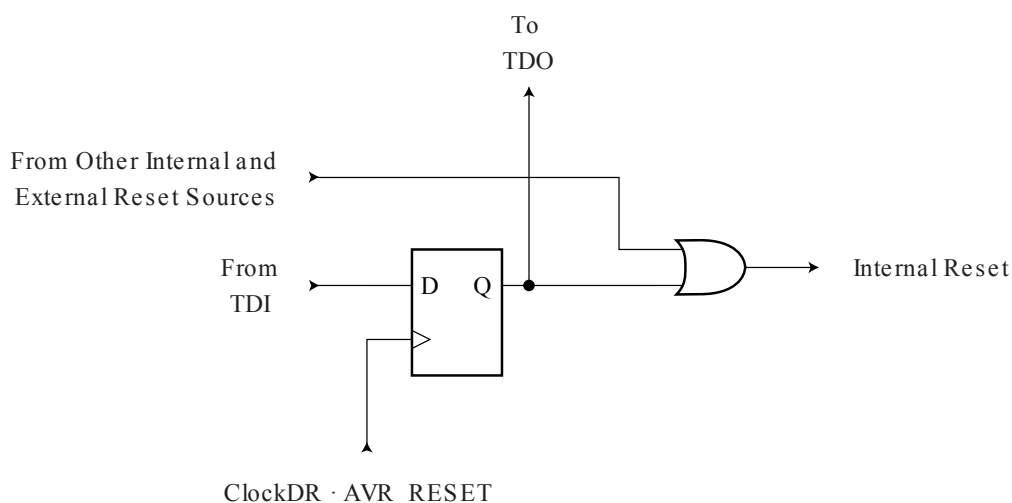 To
TDO
From Other Internal and
External Reset Sources
From
TDI
D Q
Internal Reset
ClockDR · AVR_RESET